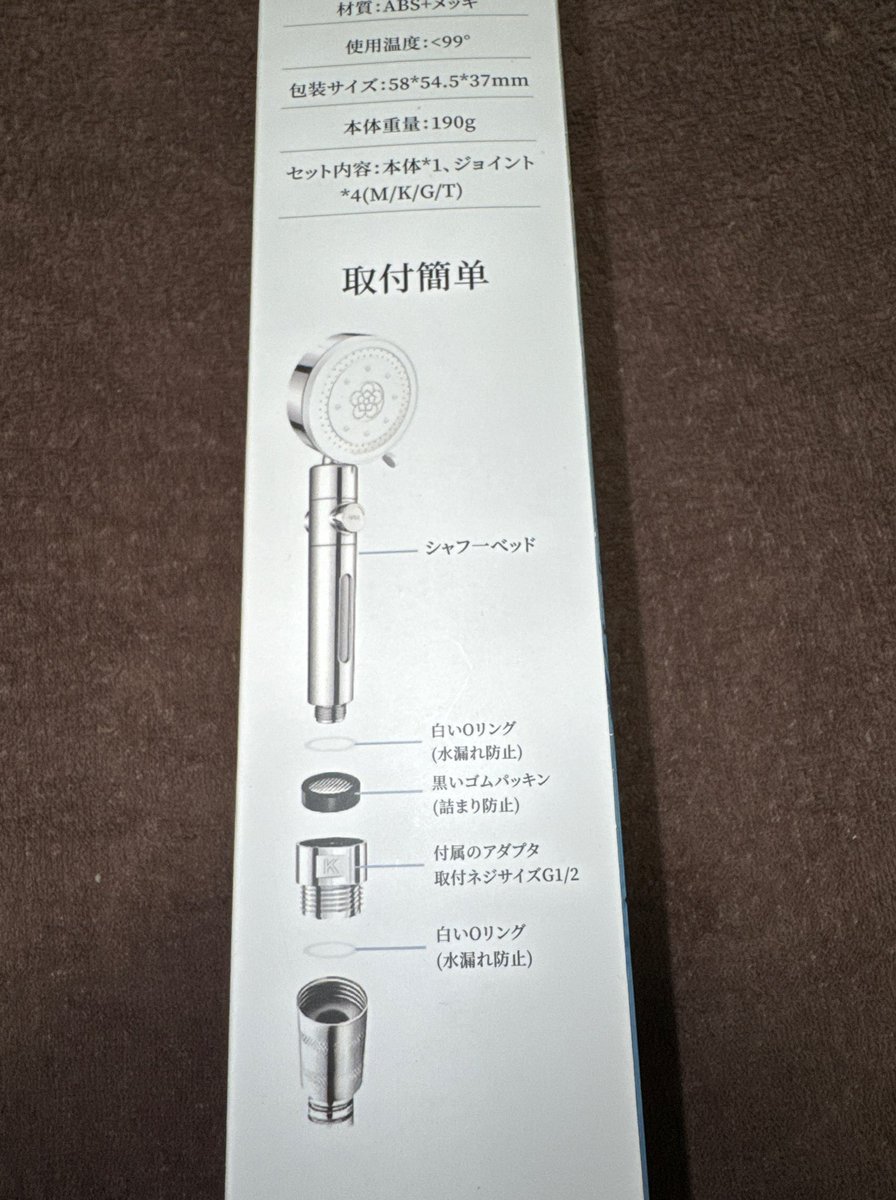 材質:ABS+メッキ
使用温度:<99°
包装サイズ:58*54.5*37mm
本体重量:190g
セット内容:本体*1、ジョイント
*4(M/K/G/T)
取付簡単
シャフーベッド
白いOリング
(水漏れ防止)
黒いゴムパッキン
(詰まり防止)
K
付属のアダプタ
取付ネジサイズG1/2
白いOリング
(水漏れ防止)